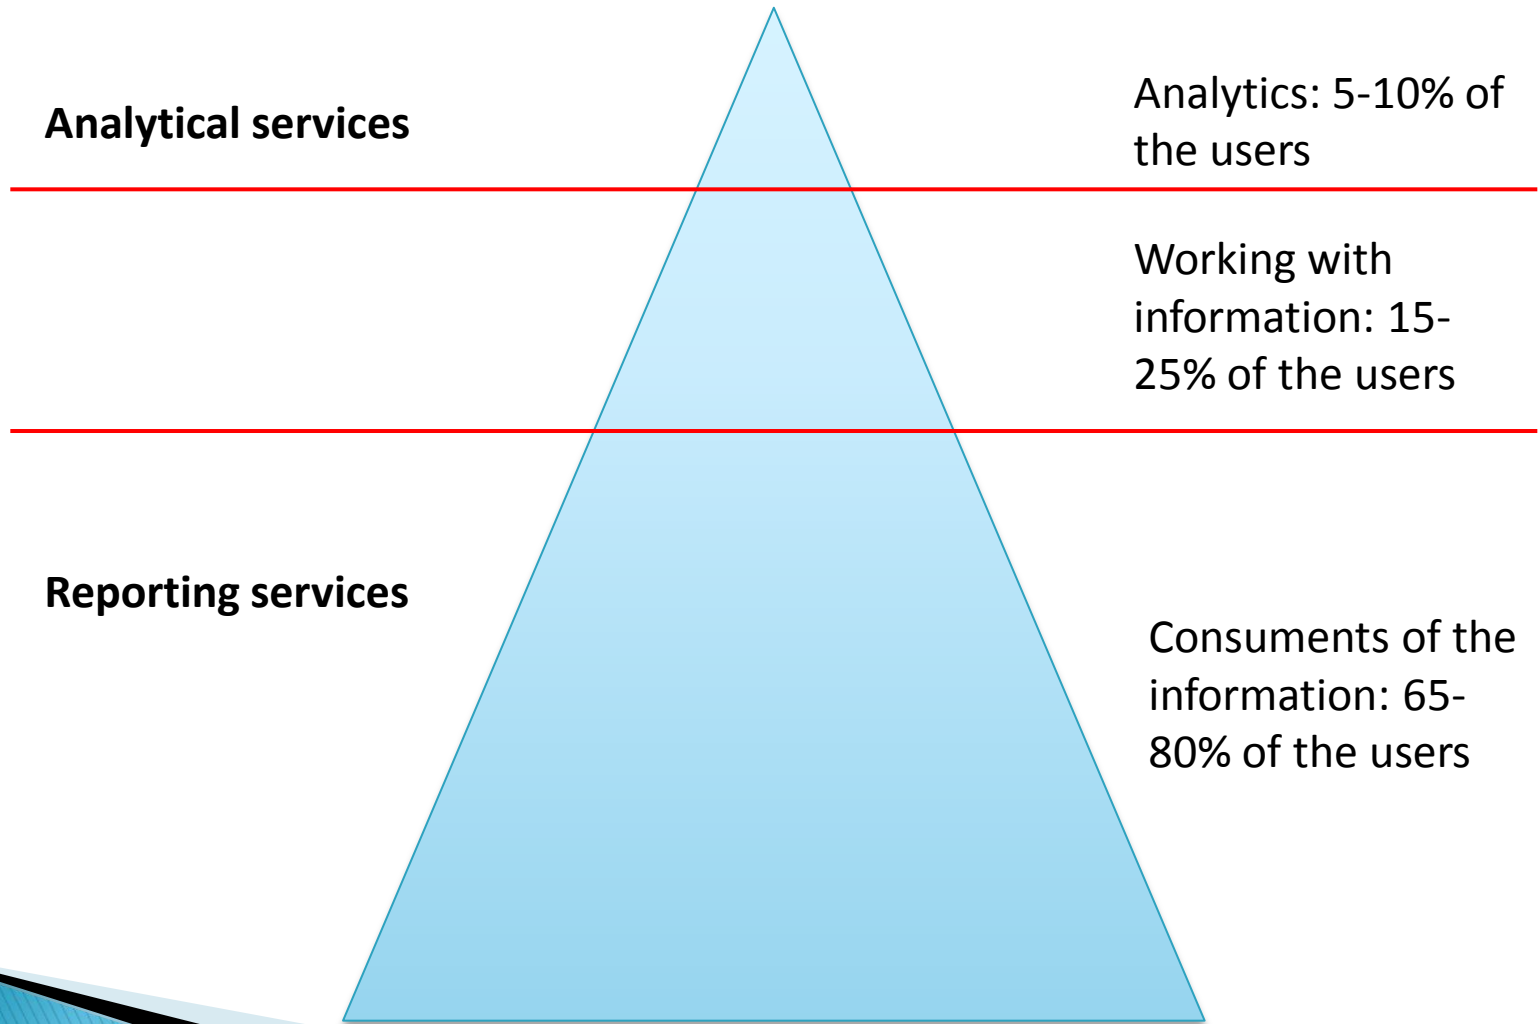 Analytical services
Analytics: 5-10% of
the users
Working with
information: 15-
25% of the users
Reporting services
Consuments of the
information: 65-
80% of the users